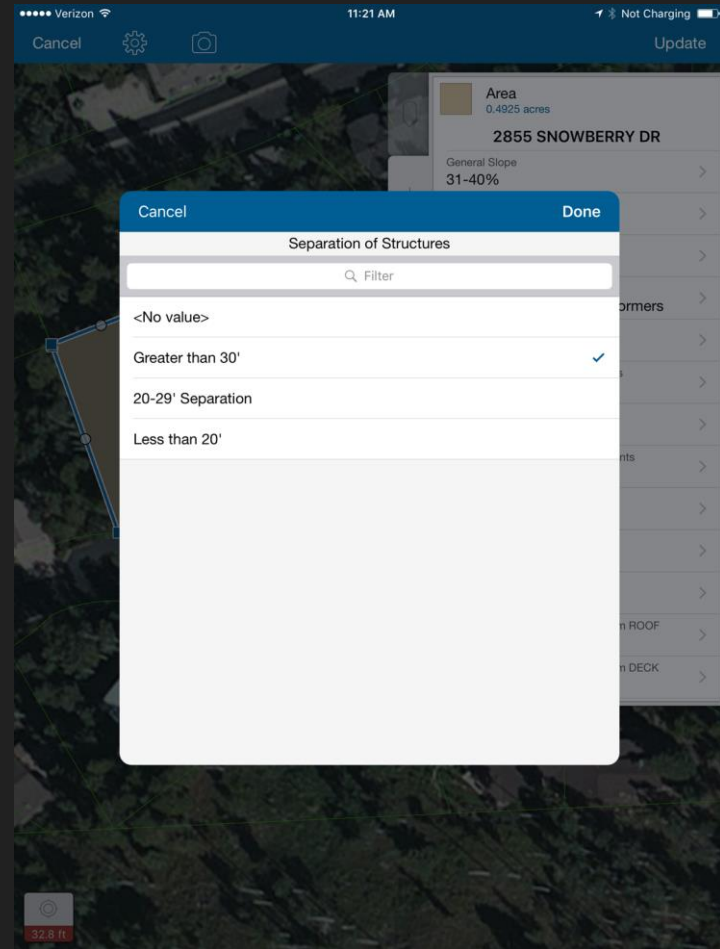 Verizon 11:21 AM Not Charging
Cancel Update
Area
0.4925 acres
2855 SNOWBERRY DR
General Slope
31-40%
Cancel Done
Separation of Structures
Filter
<No value>
Greater than 30'
ormers
20-29' Separation
Less than 20'
nts
ROOF
DECK
32.8 ft